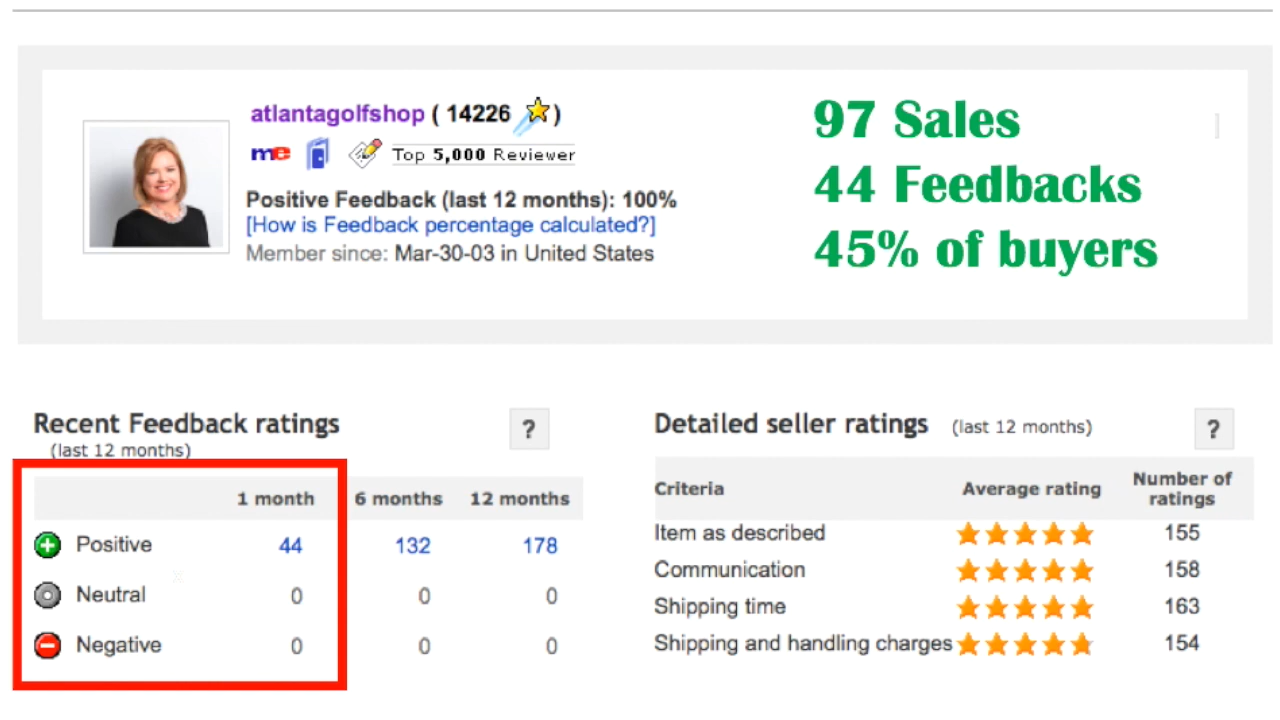 atlantagolfshop ( 14226 )
me Top 5,000 Reviewer
Positive Feedback (last 12 months): 100%
[How is Feedback percentage calculated?]
Member since: Mar-30-03 in United States
97 Sales
44 Feedbacks
45% of buyers
Recent Feedback ratings
(last 12 months)
?
1 month 6 months 12 months
Positive 44 132 178
Neutral 0 0 0
Negative 0 0 0
Detailed seller ratings (last 12 months)
?
Criteria Average rating Number of
ratings
Item as described 155
Communication 158
Shipping time 163
Shipping and handling charges 154